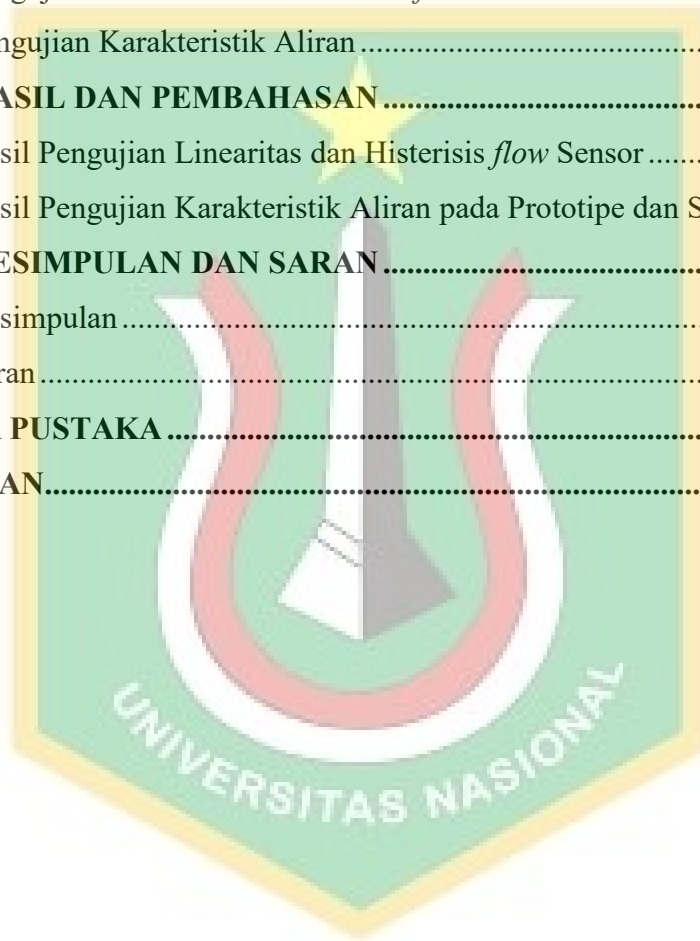 ngujian Karakteristik Aliran
ASIL DAN PEMBAHASAN
sil Pengujian Linearitas dan Histerisis flow Sensor
sil Pengujian Karakteristik Aliran pada Prototipe dan S
ESIMPULAN DAN SARAN
simpulan
ran
PUSTAKA
AN
UNIVERSITAS NASIONAL